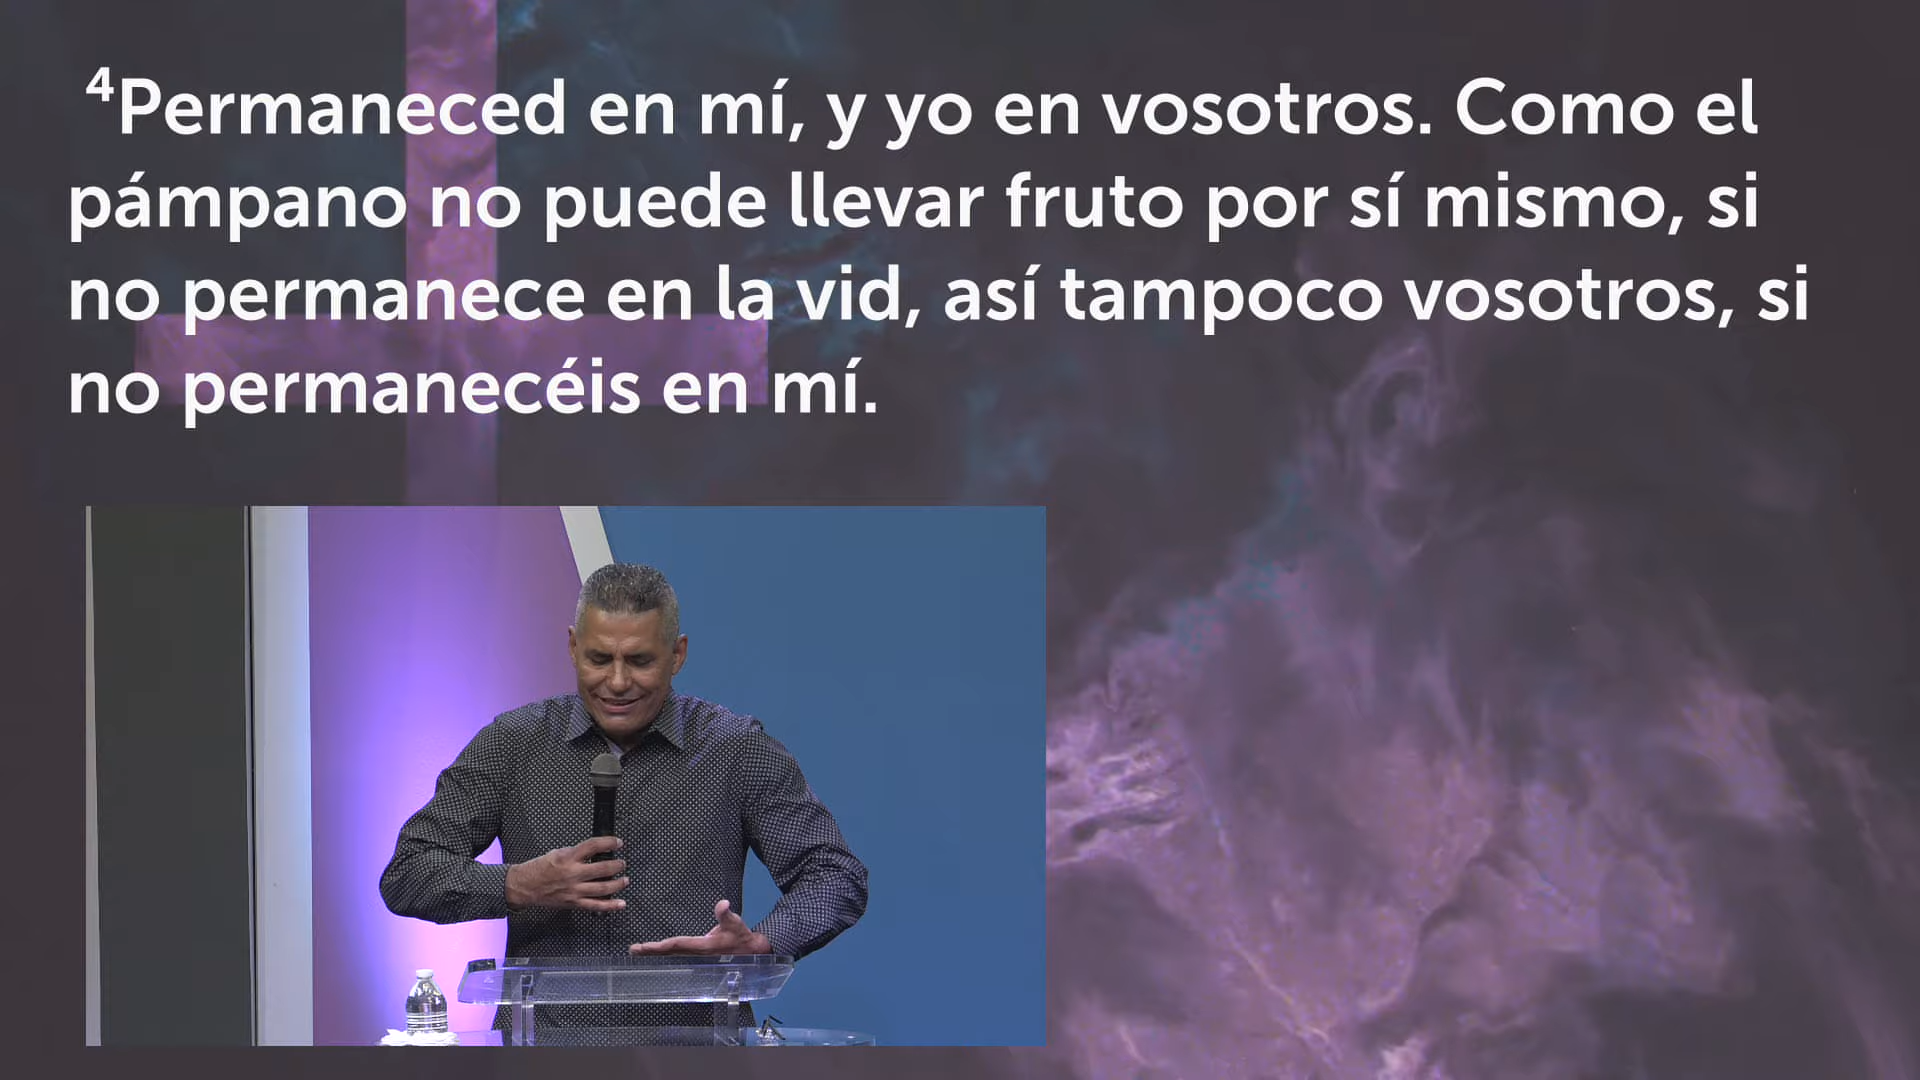 ⁴Permaneced en mí, y yo en vosotros. Como el
pámpano no puede llevar fruto por sí mismo, si
no permanece en la vid, así tampoco vosotros, si
no permanecéis en mí.